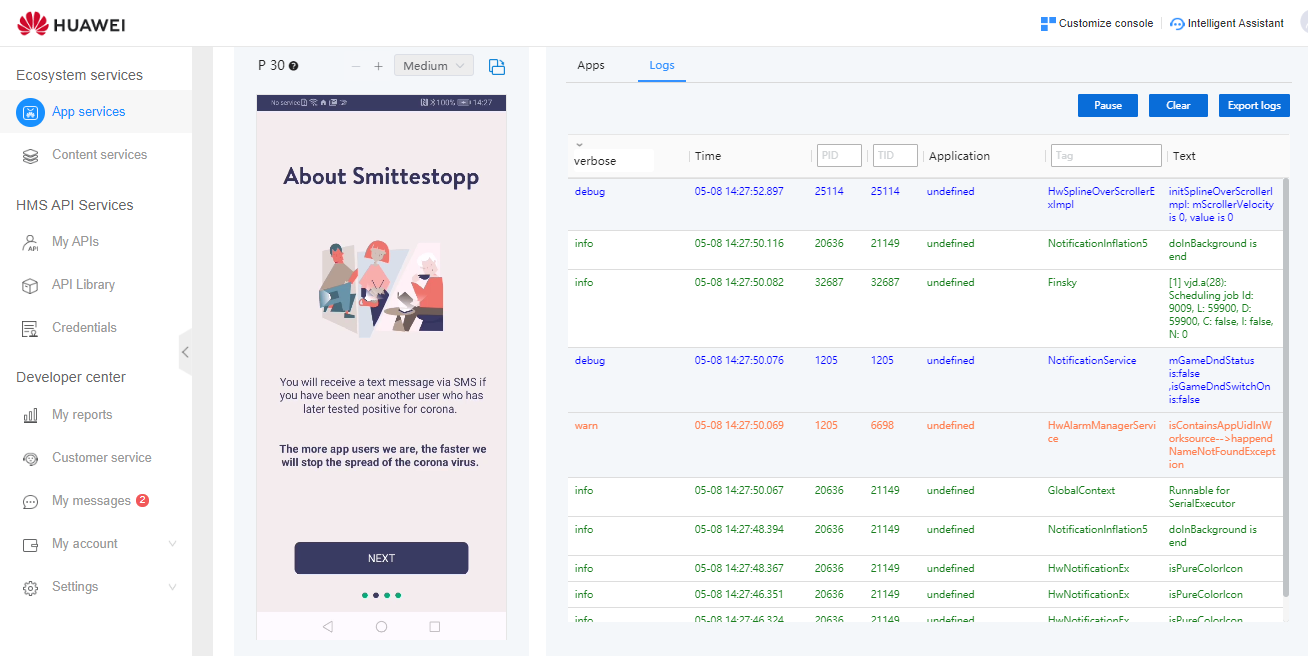 HUAWEI
Customize console
Intelligent Assistant
Ecosystem services
App services
Content services
HMS API Services
My APIs
API Library
Credentials
Developer center
My reports
Customer service
My messages 2
My account
Settings
P 30 ?
Medium
No service
100%
14:27
About Smittestopp
You will receive a text message via SMS if
you have been near another user who has
later tested positive for corona.
The more app users we are, the faster we
will stop the spread of the corona virus.
NEXT
Apps
Logs
Pause
Clear
Export logs
verbose
Time
PID
TID
Application
Tag
Text
debug 05-08 14:27:52.897 25114 25114 undefined HwSplineOverScrollerE initSplineOverScrollerI
xImpl mpl: mScrollerVelocity
is 0, value is 0
info 05-08 14:27:50.116 20636 21149 undefined NotificationInflation5 doInBackground is
end
info 05-08 14:27:50.082 32687 32687 undefined Finsky [1] vjd.a(28):
Scheduling job Id:
9009, L: 59900, D:
59900, C: false, I: false,
N: 0
debug 05-08 14:27:50.076 1205 1205 undefined NotificationService mGameDndStatus
is:false
,isGameDndSwitchOn
is:false
warn 05-08 14:27:50.069 1205 6698 undefined HwAlarmManagerServi isContainsAppUidInW
ce orksource-->happend
NameNotFoundExcept
ion
info 05-08 14:27:50.067 20636 21149 undefined GlobalContext Runnable for
SerialExecutor
info 05-08 14:27:48.394 20636 21149 undefined NotificationInflation5 doInBackground is
end
info 05-08 14:27:48.367 20636 21149 undefined HwNotificationEx isPureColorIcon
info 05-08 14:27:46.351 20636 21149 undefined HwNotificationEx isPureColorIcon
info 05-08 14:27:46.324 20636 21149 undefined HwNotificationEx isPureColorIcon